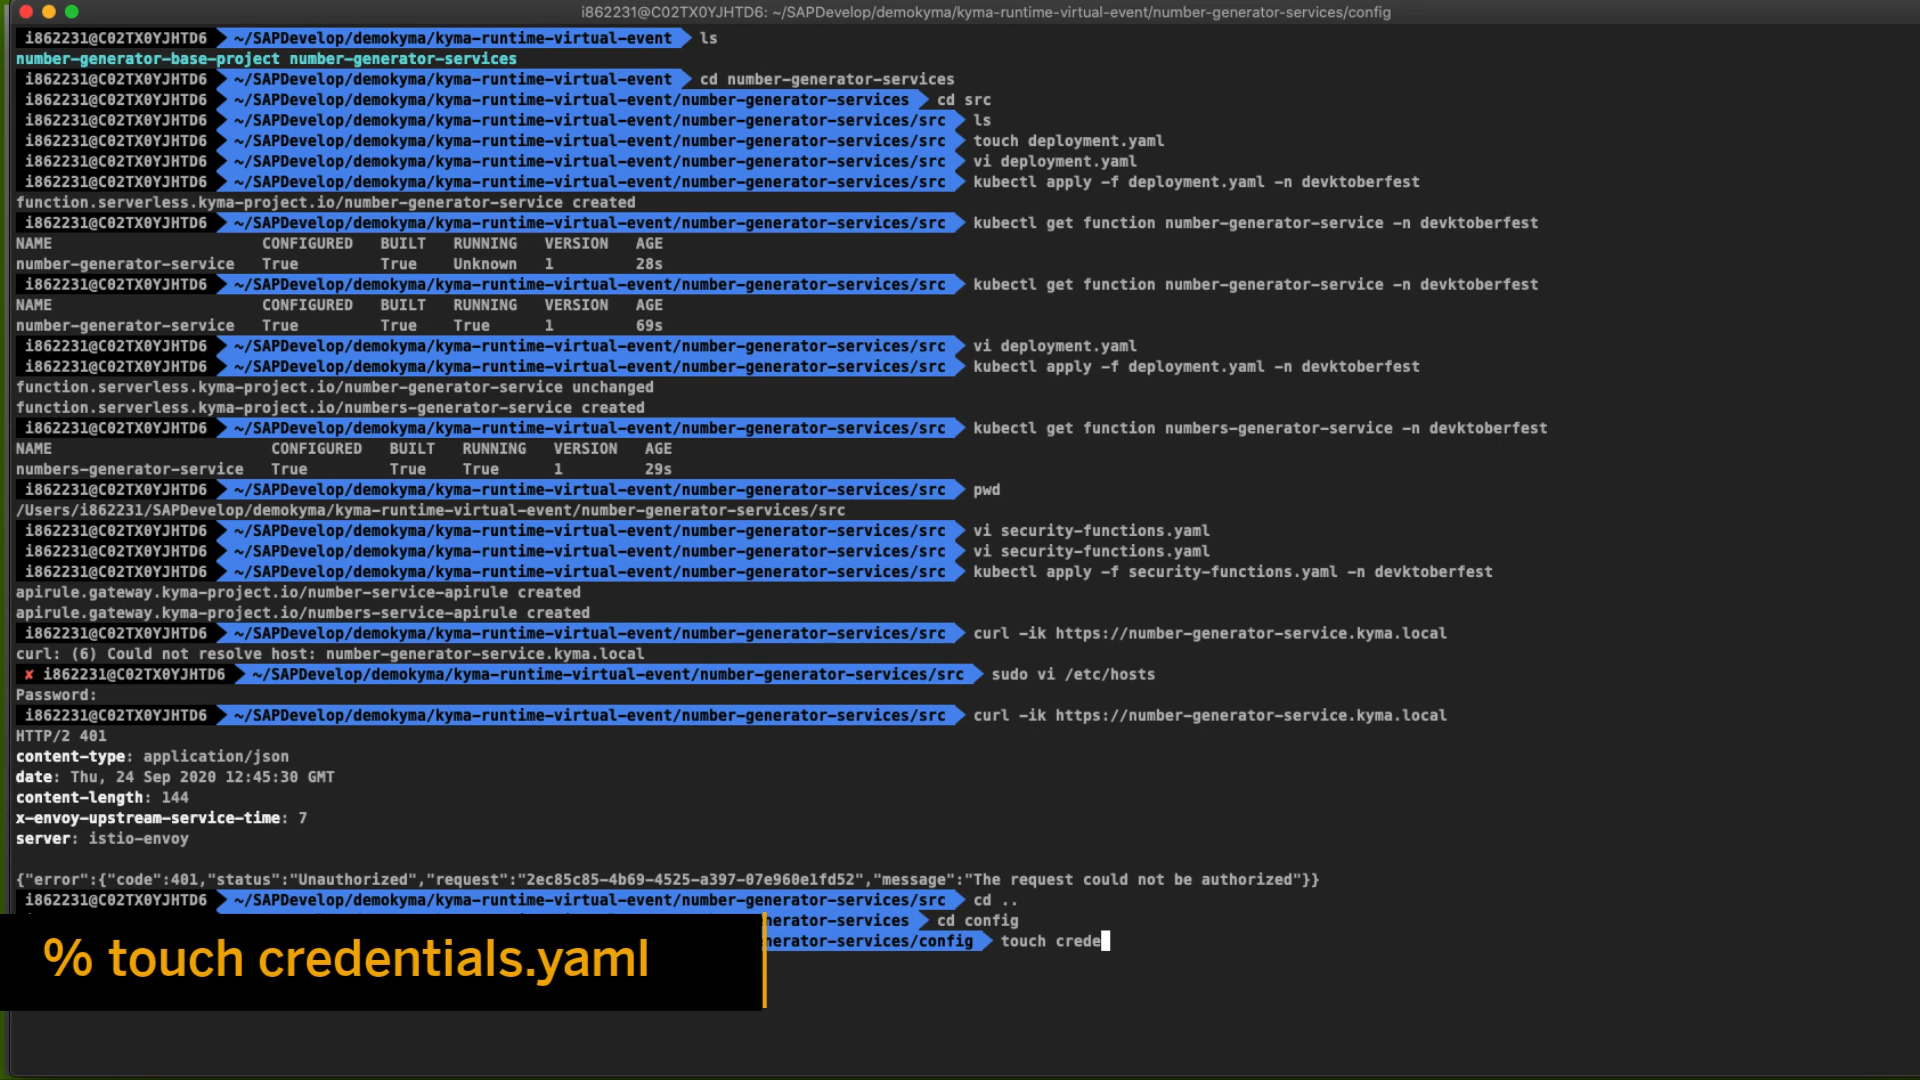 i862231@C02TX0YJHTD6: ~/SAPDevelop/demokyma/kyma-runtime-virtual-event/number-generator-services/config
i862231@C02TX0YJHTD6 ~/SAPDevelop/demokyma/kyma-runtime-virtual-event ls
number-generator-base-project number-generator-services
i862231@C02TX0YJHTD6 ~/SAPDevelop/demokyma/kyma-runtime-virtual-event cd number-generator-services
i862231@C02TX0YJHTD6 ~/SAPDevelop/demokyma/kyma-runtime-virtual-event/number-generator-services cd src
i862231@C02TX0YJHTD6 ~/SAPDevelop/demokyma/kyma-runtime-virtual-event/number-generator-services/src ls
i862231@C02TX0YJHTD6 ~/SAPDevelop/demokyma/kyma-runtime-virtual-event/number-generator-services/src touch deployment.yaml
i862231@C02TX0YJHTD6 ~/SAPDevelop/demokyma/kyma-runtime-virtual-event/number-generator-services/src vi deployment.yaml
i862231@C02TX0YJHTD6 ~/SAPDevelop/demokyma/kyma-runtime-virtual-event/number-generator-services/src kubectl apply -f deployment.yaml -n devktoberfest
function.serverless.kyma-project.io/number-generator-service created
i862231@C02TX0YJHTD6 ~/SAPDevelop/demokyma/kyma-runtime-virtual-event/number-generator-services/src kubectl get function number-generator-service -n devktoberfest
NAME CONFIGURED BUILT RUNNING VERSION AGE
number-generator-service True True Unknown 1 28s
i862231@C02TX0YJHTD6 ~/SAPDevelop/demokyma/kyma-runtime-virtual-event/number-generator-services/src kubectl get function number-generator-service -n devktoberfest
NAME CONFIGURED BUILT RUNNING VERSION AGE
number-generator-service True True True 1 69s
i862231@C02TX0YJHTD6 ~/SAPDevelop/demokyma/kyma-runtime-virtual-event/number-generator-services/src vi deployment.yaml
i862231@C02TX0YJHTD6 ~/SAPDevelop/demokyma/kyma-runtime-virtual-event/number-generator-services/src kubectl apply -f deployment.yaml -n devktoberfest
function.serverless.kyma-project.io/number-generator-service unchanged
function.serverless.kyma-project.io/numbers-generator-service created
i862231@C02TX0YJHTD6 ~/SAPDevelop/demokyma/kyma-runtime-virtual-event/number-generator-services/src kubectl get function numbers-generator-service -n devktoberfest
NAME CONFIGURED BUILT RUNNING VERSION AGE
numbers-generator-service True True True 1 29s
i862231@C02TX0YJHTD6 ~/SAPDevelop/demokyma/kyma-runtime-virtual-event/number-generator-services/src pwd
/Users/i862231/SAPDevelop/demokyma/kyma-runtime-virtual-event/number-generator-services/src
i862231@C02TX0YJHTD6 ~/SAPDevelop/demokyma/kyma-runtime-virtual-event/number-generator-services/src vi security-functions.yaml
i862231@C02TX0YJHTD6 ~/SAPDevelop/demokyma/kyma-runtime-virtual-event/number-generator-services/src vi security-functions.yaml
i862231@C02TX0YJHTD6 ~/SAPDevelop/demokyma/kyma-runtime-virtual-event/number-generator-services/src kubectl apply -f security-functions.yaml -n devktoberfest
apirule.gateway.kyma-project.io/number-service-apirule created
apirule.gateway.kyma-project.io/numbers-service-apirule created
i862231@C02TX0YJHTD6 ~/SAPDevelop/demokyma/kyma-runtime-virtual-event/number-generator-services/src curl -ik https://number-generator-service.kyma.local
curl: (6) Could not resolve host: number-generator-service.kyma.local
✘ i862231@C02TX0YJHTD6 ~/SAPDevelop/demokyma/kyma-runtime-virtual-event/number-generator-services/src sudo vi /etc/hosts
Password:
i862231@C02TX0YJHTD6 ~/SAPDevelop/demokyma/kyma-runtime-virtual-event/number-generator-services/src curl -ik https://number-generator-service.kyma.local
HTTP/2 401
content-type: application/json
date: Thu, 24 Sep 2020 12:45:30 GMT
content-length: 144
x-envoy-upstream-service-time: 7
server: istio-envoy
{"error":{"code":401,"status":"Unauthorized","request":"2ec85c85-4b69-4525-a397-07e960e1fd52","message":"The request could not be authorized"}}
i862231@C02TX0YJHTD6 ~/SAPDevelop/demokyma/kyma-runtime-virtual-event/number-generator-services/src cd ..
nerator-services cd config
nerator-services/config touch crede
% touch credentials.yaml